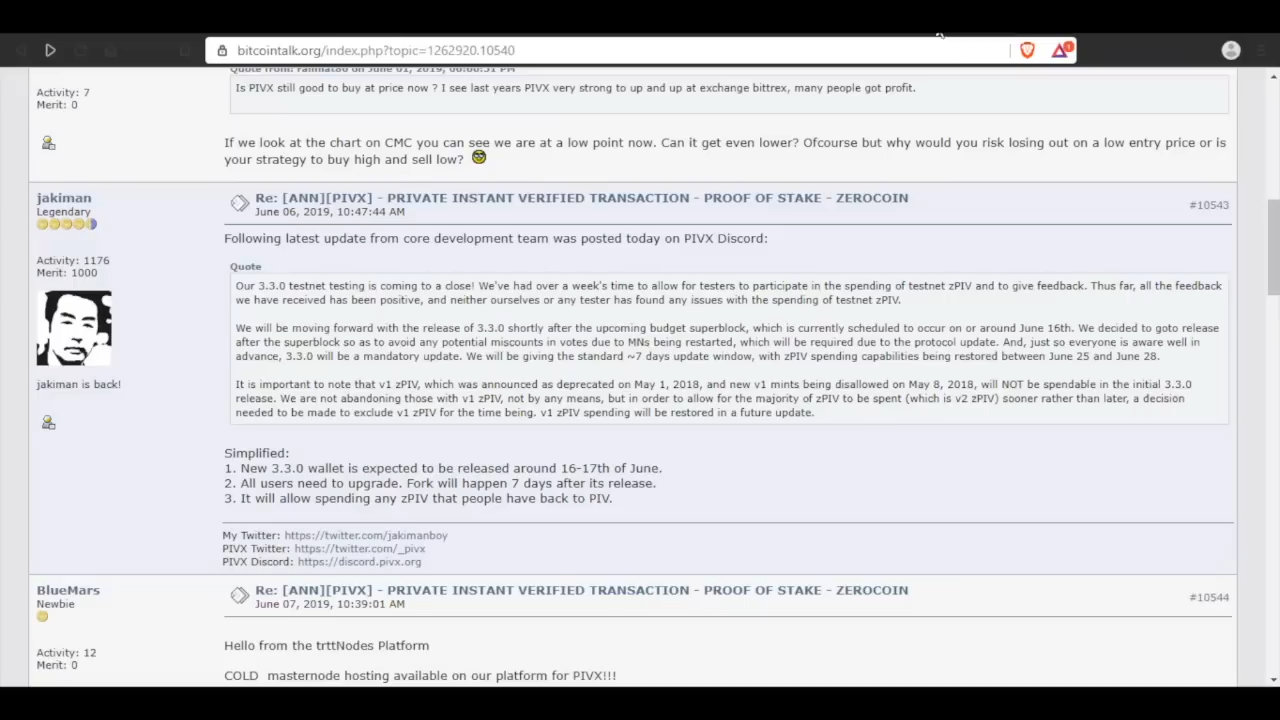 bitcointalk.org/index.php?topic=1262920.10540
1
Activity: 7
Merit: 0
Is PIVX still good to buy at price now ? I see last years PIVX very strong to up and up at exchange bittrex, many people got profit.
If we look at the chart on CMC you can see we are at a low point now. Can it get even lower? Ofcourse but why would you risk losing out on a low entry price or is
your strategy to buy high and sell low?
jakiman
Legendary
Activity: 1176
Merit: 1000
jakiman is back!
Re: [ANN][PIVX] - PRIVATE INSTANT VERIFIED TRANSACTION - PROOF OF STAKE - ZEROCOIN
June 06, 2019, 10:47:44 AM
#10543
Following latest update from core development team was posted today on PIVX Discord:
Quote
Our 3.3.0 testnet testing is coming to a close! We've had over a week's time to allow for testers to participate in the spending of testnet zPIV and to give feedback. Thus far, all the feedback
we have received has been positive, and neither ourselves or any tester has found any issues with the spending of testnet zPIV.
We will be moving forward with the release of 3.3.0 shortly after the upcoming budget superblock, which is currently scheduled to occur on or around June 16th. We decided to goto release
after the superblock so as to avoid any potential miscounts in votes due to MNs being restarted, which will be required due to the protocol update. And, just so everyone is aware well in
advance, 3.3.0 will be a mandatory update. We will be giving the standard ~7 days update window, with zPIV spending capabilities being restored between June 25 and June 28.
It is important to note that v1 zPIV, which was announced as deprecated on May 1, 2018, and new v1 mints being disallowed on May 8, 2018, will NOT be spendable in the initial 3.3.0
release. We are not abandoning those with v1 zPIV, not by any means, but in order to allow for the majority of zPIV to be spent (which is v2 zPIV) sooner rather than later, a decision
needed to be made to exclude v1 zPIV for the time being. v1 zPIV spending will be restored in a future update.
Simplified:
1. New 3.3.0 wallet is expected to be released around 16-17th of June.
2. All users need to upgrade. Fork will happen 7 days after its release.
3. It will allow spending any zPIV that people have back to PIV.
My Twitter: https://twitter.com/jakimanboy
PIVX Twitter: https://twitter.com/_pivx
PIVX Discord: https://discord.pivx.org
BlueMars
Newbie
Activity: 12
Merit: 0
Re: [ANN][PIVX] - PRIVATE INSTANT VERIFIED TRANSACTION - PROOF OF STAKE - ZEROCOIN
June 07, 2019, 10:39:01 AM
#10544
Hello from the trttNodes Platform
COLD masternode hosting available on our platform for PIVX!!!